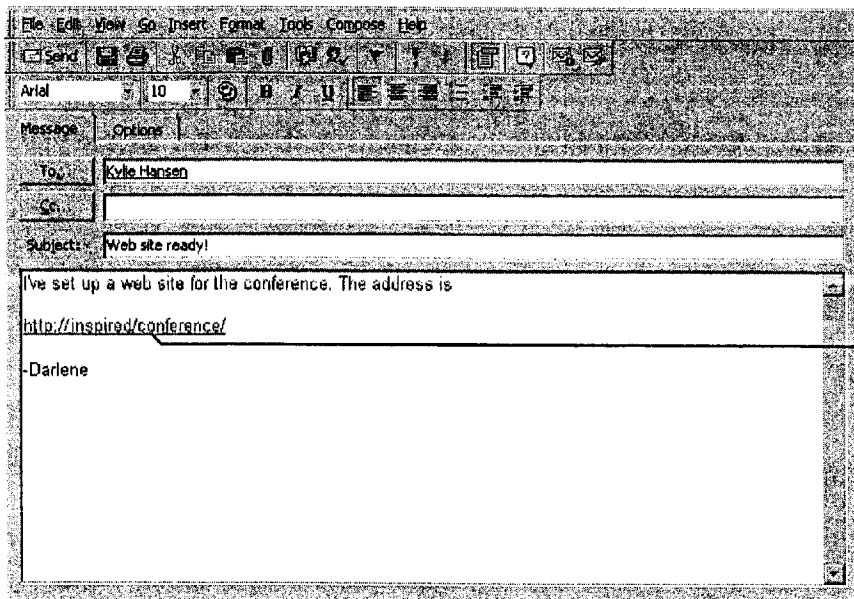 File Edit View Go Insert Format Tools Compose Help
Send
Arial 10 B I U
Message Options
To... Kylie Hansen
Cc...
Subject: Web site ready!
I've set up a web site for the conference. The address is
http://inspired/conference/
-Darlene